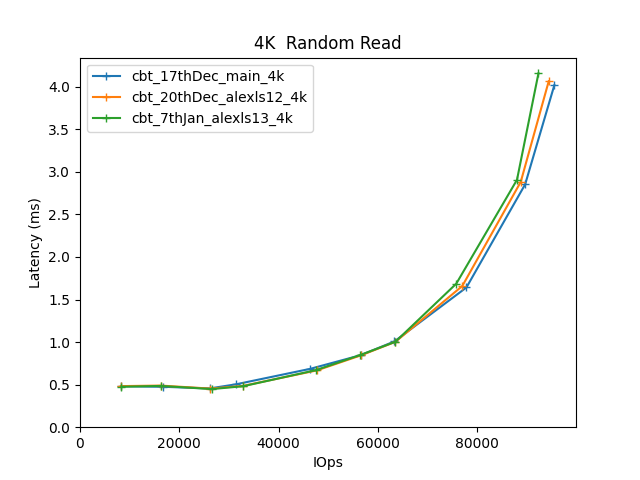 4K  Random Read
cbt_17thDec_main_4k
cbt_20thDec_alexls12_4k
cbt_7thJan_alexls13_4k
Latency (ms)
4.0
3.5
3.0
2.5
2.0
1.5
1.0
0.5
0.0
0 20000 40000 60000 80000
IOps